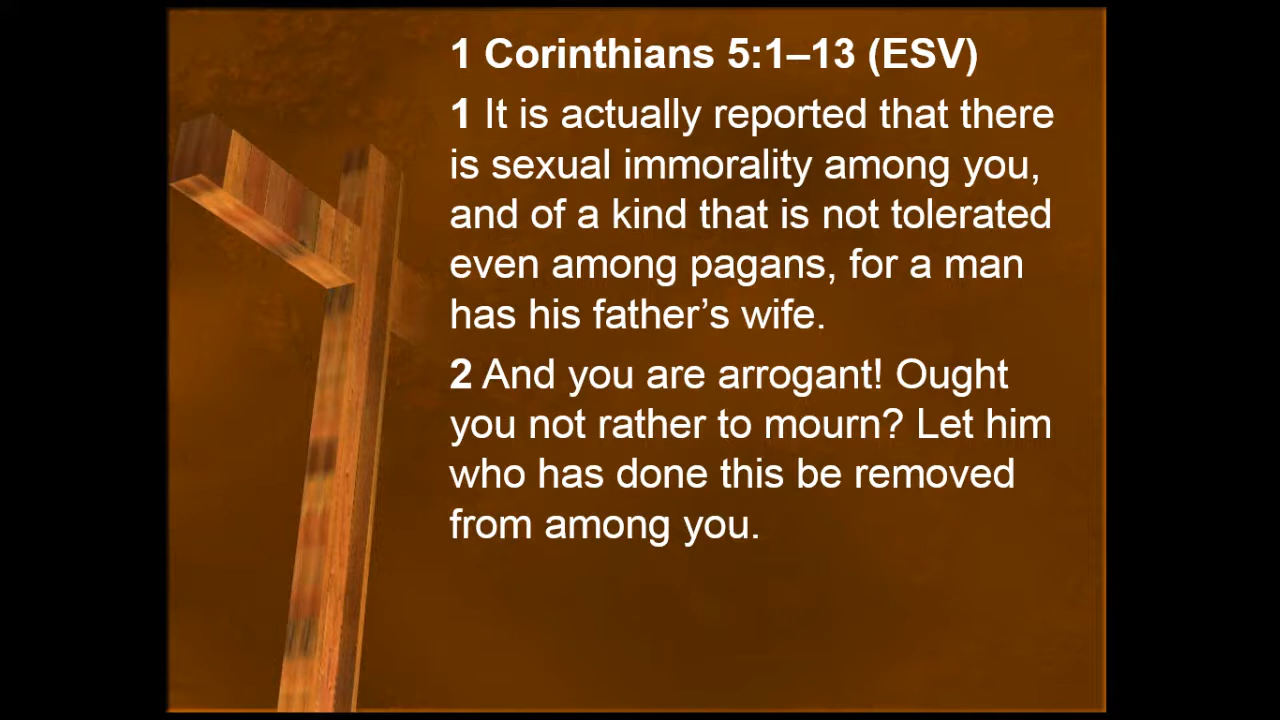 1 Corinthians 5:1–13 (ESV)
1 It is actually reported that there
is sexual immorality among you,
and of a kind that is not tolerated
even among pagans, for a man
has his father’s wife.
2 And you are arrogant! Ought
you not rather to mourn? Let him
who has done this be removed
from among you.